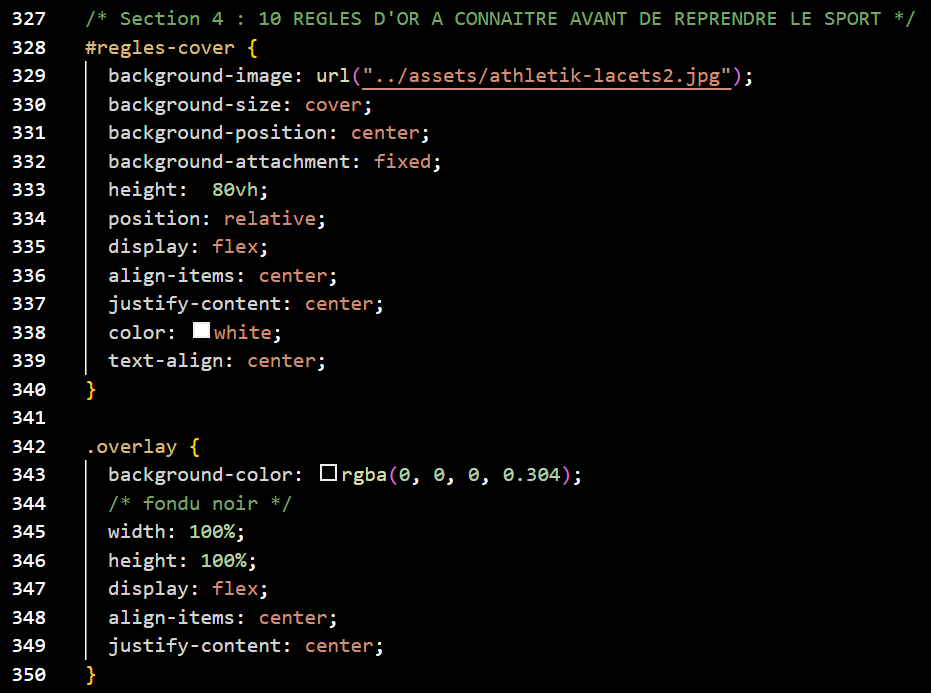 327 /* Section 4 : 10 REGLES D'OR A CONNAITRE AVANT DE REPRENDRE LE SPORT */
328 #regles-cover {
329 background-image: url("../assets/athletik-lacets2.jpg");
330 background-size: cover;
331 background-position: center;
332 background-attachment: fixed;
333 height:  80vh;
334 position: relative;
335 display: flex;
336 align-items: center;
337 justify-content: center;
338 color: white;
339 text-align: center;
340 }
341
342 .overlay {
343 background-color: rgba(0, 0, 0, 0.304);
344 /* fondu noir */
345 width: 100%;
346 height: 100%;
347 display: flex;
348 align-items: center;
349 justify-content: center;
350 }